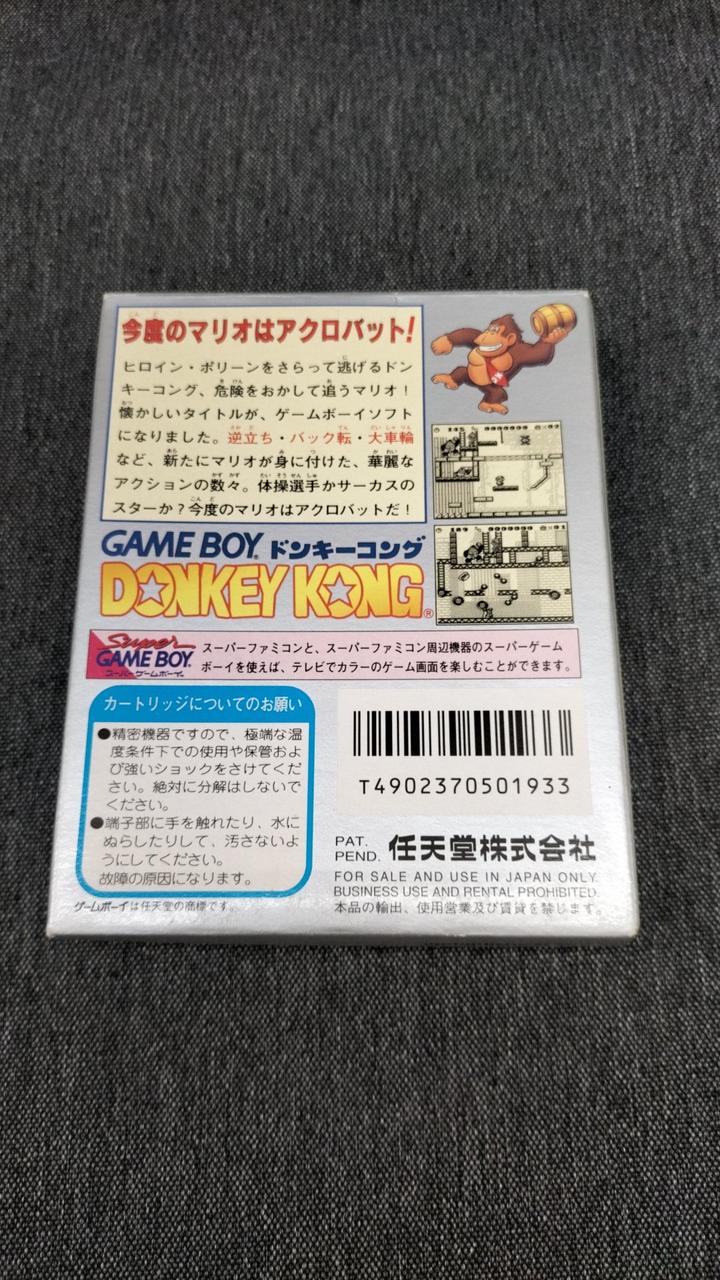 今度のマリオはアクロバット!
ヒロイン・ポリーンをさらって逃げるドン
キーコング、危険をおかして追うマリオ!
懐かしいタイトルが、ゲームボーイソフト
になりました。逆立ち・バック転・大車輪
など、新たにマリオが身に付けた、華麗な
アクションの数々。体操選手かサーカスの
スターか?今度のマリオはアクロバットだ!
GAME BOY ドンキーコング
DONKEY KONG®
Super
GAME BOY
スーパーゲームボーイ
スーパーファミコンと、スーパーファミコン周辺機器のスーパーゲーム
ボーイを使えば、テレビでカラーのゲーム画面を楽しむことができます。
カートリッジについてのお願い
●精密機器ですので、極端な温
度条件下での使用や保管およ
び強いショックをさけてくだ
さい。絶対に分解はしないで
ください。
●端子部に手を触れたり、水に
ぬらしたりして、汚さないよ
うにしてください。
故障の原因になります。
ゲームボーイは任天堂の商標です。
T4902370501933
PAT.
PEND. 任天堂株式会社
FOR SALE AND USE IN JAPAN ONLY.
BUSINESS USE AND RENTAL PROHIBITED.
本品の輸出、使用営業及び賃貸を禁じます。